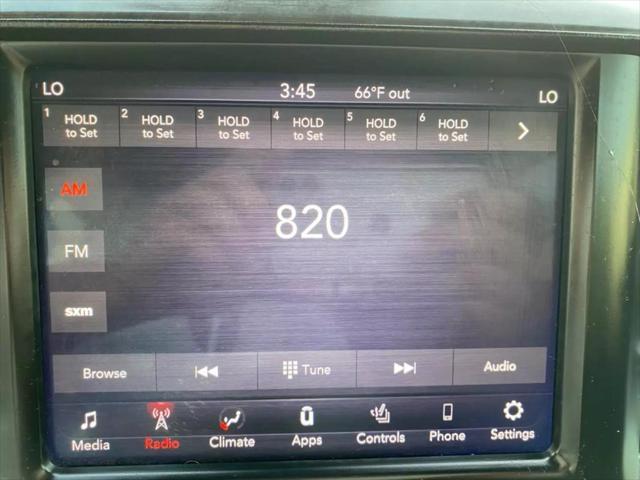 LO 3:45 66°F out LO
1 HOLD to Set 2 HOLD to Set 3 HOLD to Set 4 HOLD to Set 5 HOLD to Set 6 HOLD to Set
AM
820
FM
sxm
Browse Tune Audio
Media Radio Climate Apps Controls Phone Settings